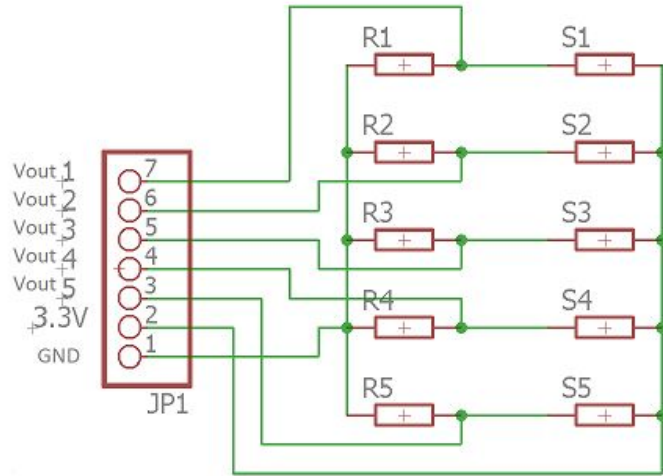 R1 S1
R2 S2
Vout 1 7
Vout 2 6
Vout 3 5 R3 S3
Vout 4 4
Vout 5 3 R4 S4
3.3V 2
GND 1
JP1 R5 S5